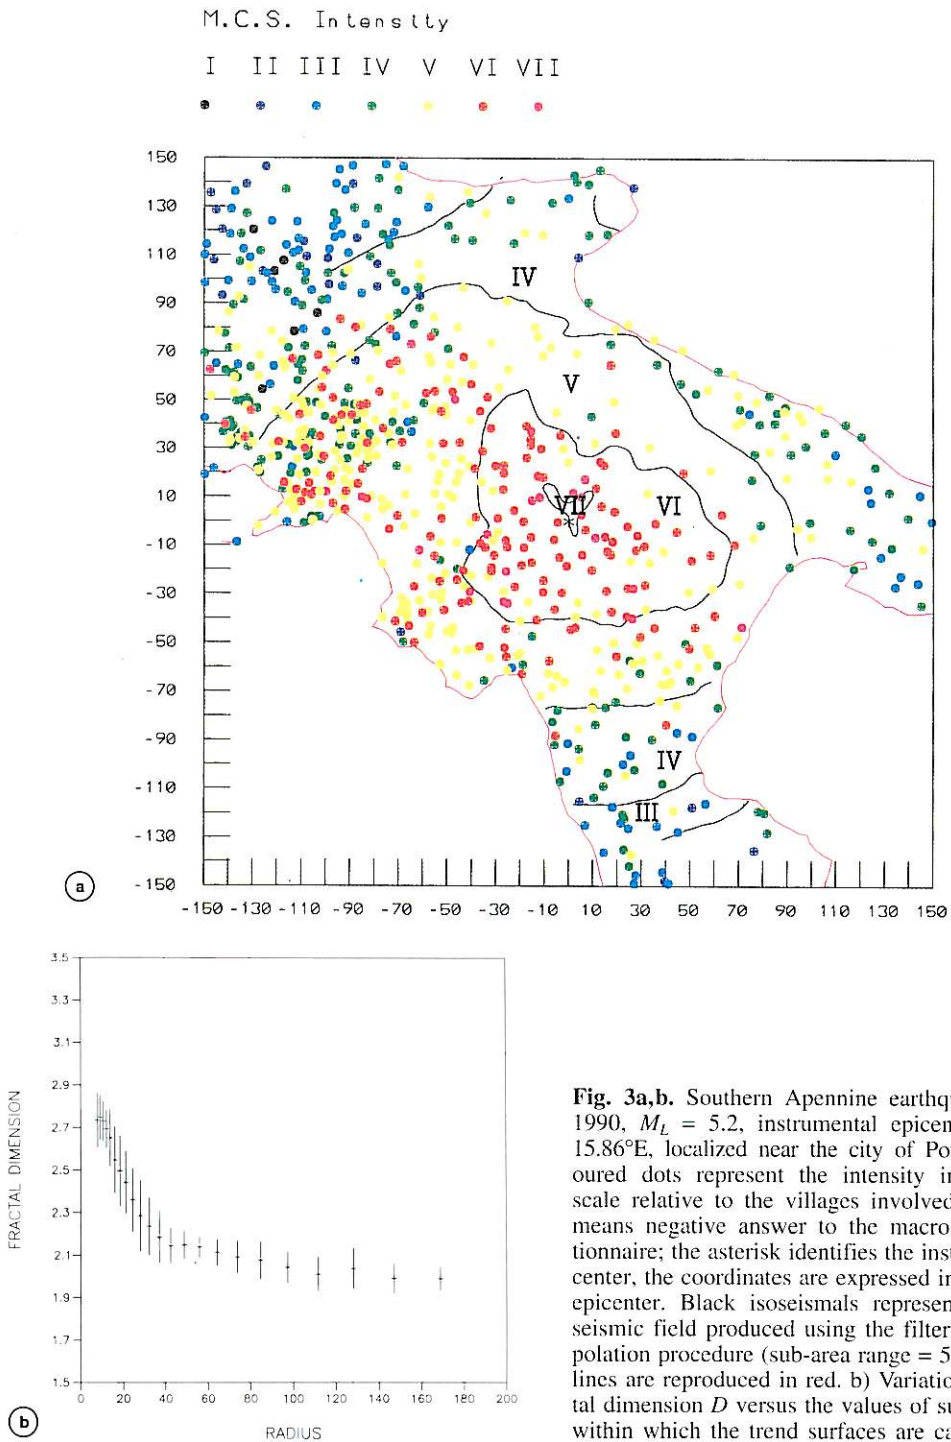 M.C.S. Intensity
I II III IV V VI VII
150
130
110
90
70
50
30
10
-10
-30
-50
-70
-90
-110
-130
-150
IV
V
VII
VI
IV
III
-150 -130 -110 -90 -70 -50 -30 -10 10 30 50 70 90 110 130 150
a
3.5
3.3
3.1
2.9
2.7
2.5
2.3
2.1
1.9
1.7
1.5
FRACTAL DIMENSION
0 20 40 60 80 100 120 140 160 180 200
RADIUS
b
Fig. 3a,b. Southern Apennine earthqu
1990, ML = 5.2, instrumental epicen
15.86°E, localized near the city of Po
oured dots represent the intensity in
scale relative to the villages involved
means negative answer to the macro
tionnaire; the asterisk identifies the inst
center, the coordinates are expressed in
epicenter. Black isoseismals represen
seismic field produced using the filter
polation procedure (sub-area range = 5
lines are reproduced in red. b) Variatio
tal dimension D versus the values of su
within which the trend surfaces are c